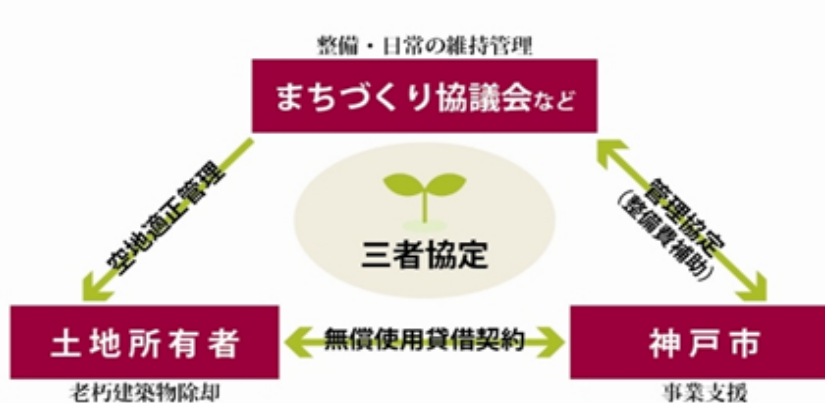 整備・日常の維持管理
まちづくり協議会など
空地適正管理
管理協定
(整備費補助)
三者協定
土地所有者
無償使用貸借契約
神戸市
老朽建築物除却
事業支援